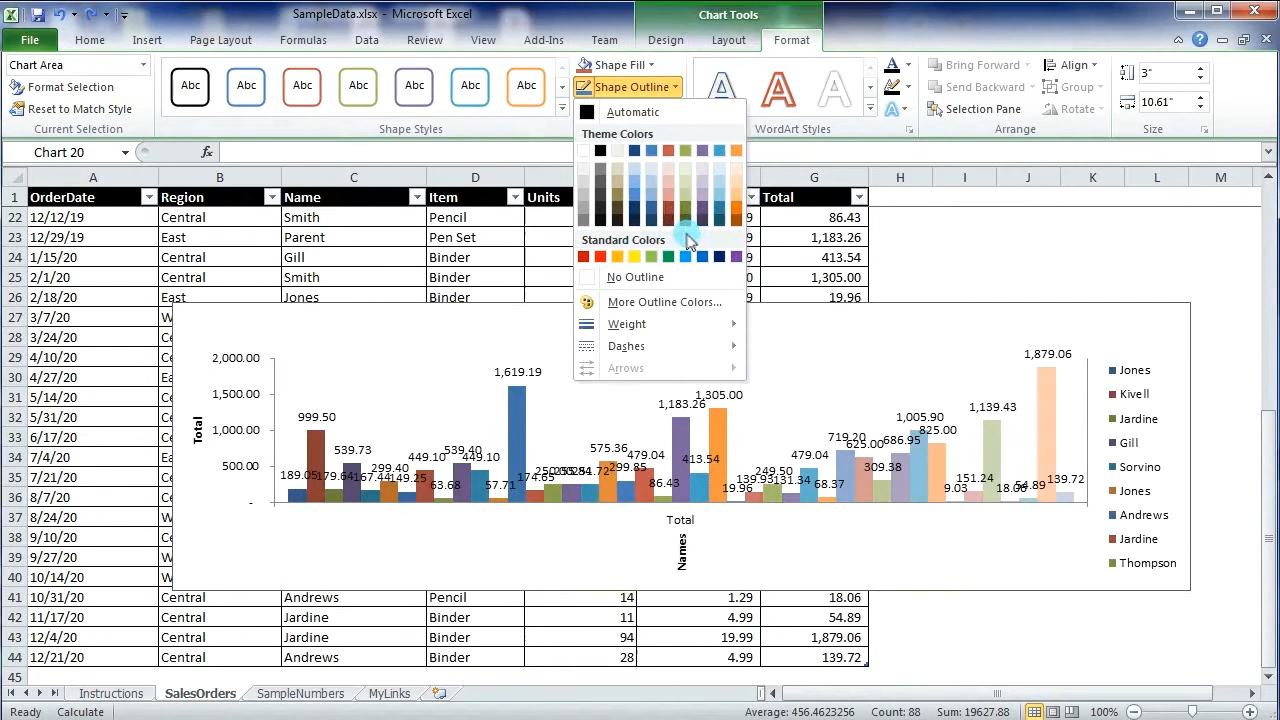 SampleData.xlsx - Microsoft Excel
Chart Tools
File Home Insert Page Layout Formulas Data Review View Add-Ins Team Design Layout Format
Chart Area
Format Selection
Reset to Match Style
Current Selection
Abc Abc Abc Abc Abc Abc Abc
Shape Styles
Shape Fill
Shape Outline
A A A
WordArt Styles
Bring Forward
Send Backward
Selection Pane
Align
Group
Rotate
Arrange
3"
10.61"
Size
Automatic
Theme Colors
Standard Colors
No Outline
More Outline Colors...
Weight
Dashes
Arrows
Chart 20 fx
A B C D G H I J K L M
1 OrderDate Region Name Item Units Total
22 12/12/19 Central Smith Pencil 86.43
23 12/29/19 East Parent Pen Set 1,183.26
24 1/15/20 Central Gill Binder 413.54
25 2/1/20 Central Smith Binder 1,305.00
26 2/18/20 East Jones Binder 19.96
27 3/7/20
28 3/24/20
29 4/10/20
30 4/27/20
31 5/14/20
32 5/31/20
33 6/17/20
34 7/4/20
35 7/21/20
36 8/7/20
37 8/24/20
38 9/10/20
39 9/27/20
40 10/14/20
41 10/31/20 Central Andrews Pencil 14 1.29 18.06
42 11/17/20 Central Jardine Binder 11 4.99 54.89
43 12/4/20 Central Jardine Binder 94 19.99 1,879.06
44 12/21/20 Central Andrews Binder 28 4.99 139.72
45
2,000.00
1,500.00
1,000.00
500.00
-
Total
189.05 999.50 179.64 539.73 167.44 299.40 149.25 449.10 63.68 539.40 449.10 57.71 1,619.19 174.65 575.36 299.85 479.04 86.43 1,183.26 413.54 1,305.00 19.96 139.93 249.50 131.34 479.04 68.37 719.20 625.00 309.38 686.95 1,005.90 825.00 9.03 151.24 1,139.43 18.06 54.89 1,879.06 139.72
Total
Names
Jones
Kivell
Jardine
Gill
Sorvino
Jones
Andrews
Jardine
Thompson
Instructions SalesOrders SampleNumbers MyLinks
Ready Calculate Average: 456.4623256 Count: 88 Sum: 19627.88 100%